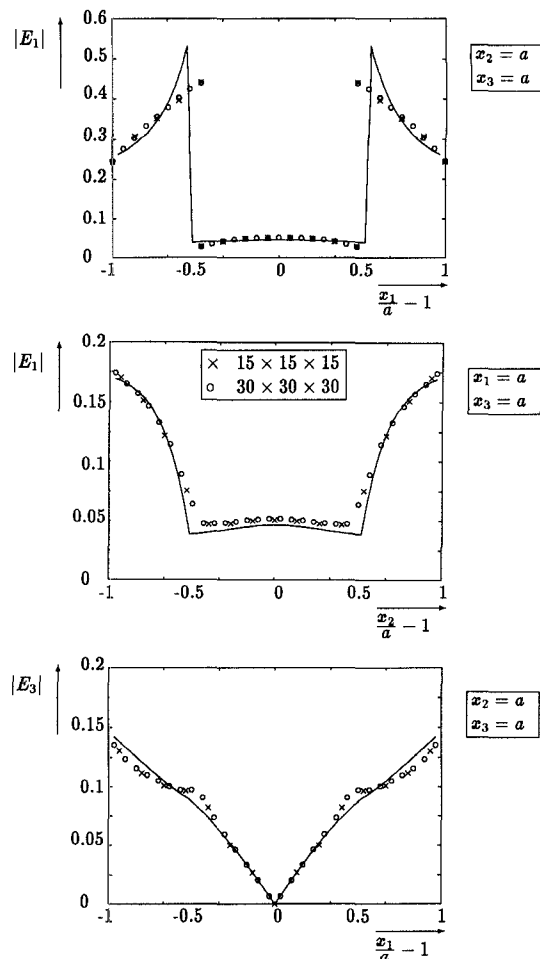 |E₁|
0.6
0.5
0.4
0.3
0.2
0.1
0
-1 -0.5 0 0.5 1
x₁/a − 1
x₂ = a
x₃ = a
|E₁|
0.2
0.15
0.1
0.05
0
× 15 × 15 × 15
○ 30 × 30 × 30
-1 -0.5 0 0.5 1
x₂/a − 1
x₁ = a
x₃ = a
|E₃|
0.2
0.15
0.1
0.05
0
-1 -0.5 0 0.5 1
x₁/a − 1
x₂ = a
x₃ = a